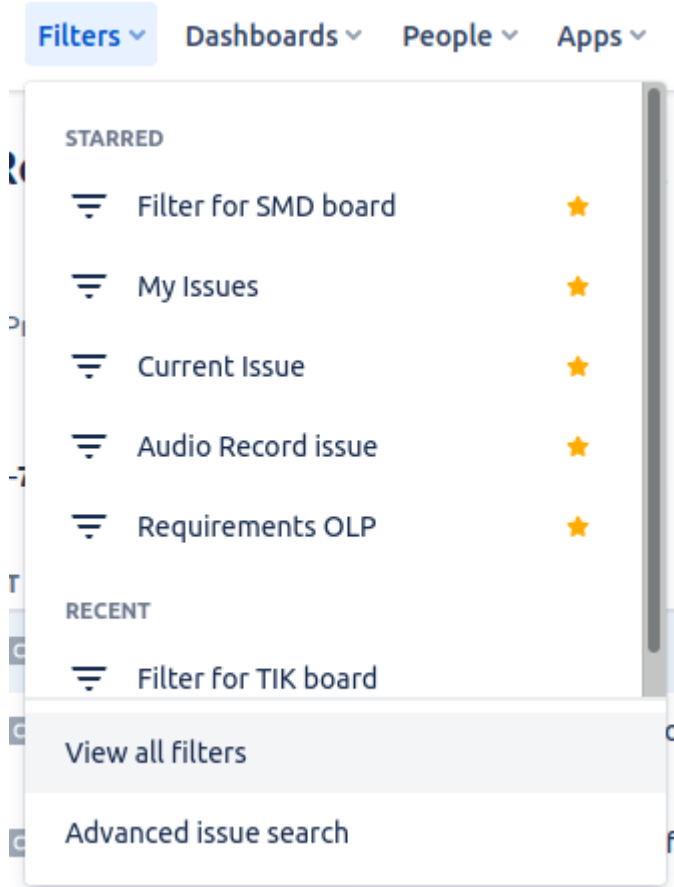 Filters Dashboards People Apps
STARRED
Filter for SMD board
My Issues
Current Issue
Audio Record issue
Requirements OLP
RECENT
Filter for TIK board
View all filters
Advanced issue search